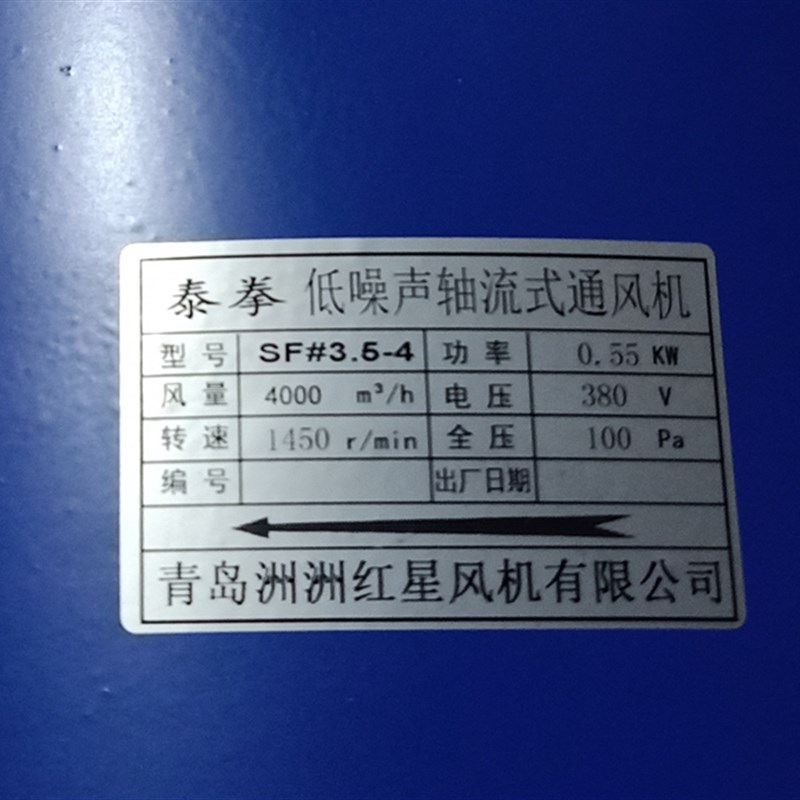 泰拳 低噪声轴流式通风机
型号 SF#3.5-4 功率 0.55 KW
风量 4000 m³/h 电压 380 V
转速 1450 r/min 全压 100 Pa
编号 出厂日期
青岛洲洲红星风机有限公司